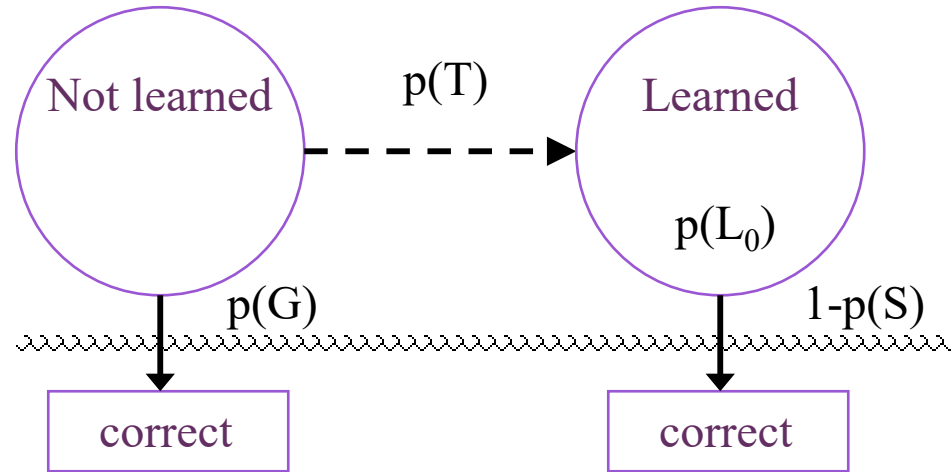 Not learned
p(T)
Learned
p(L₀)
p(G)
1-p(S)
correct
correct